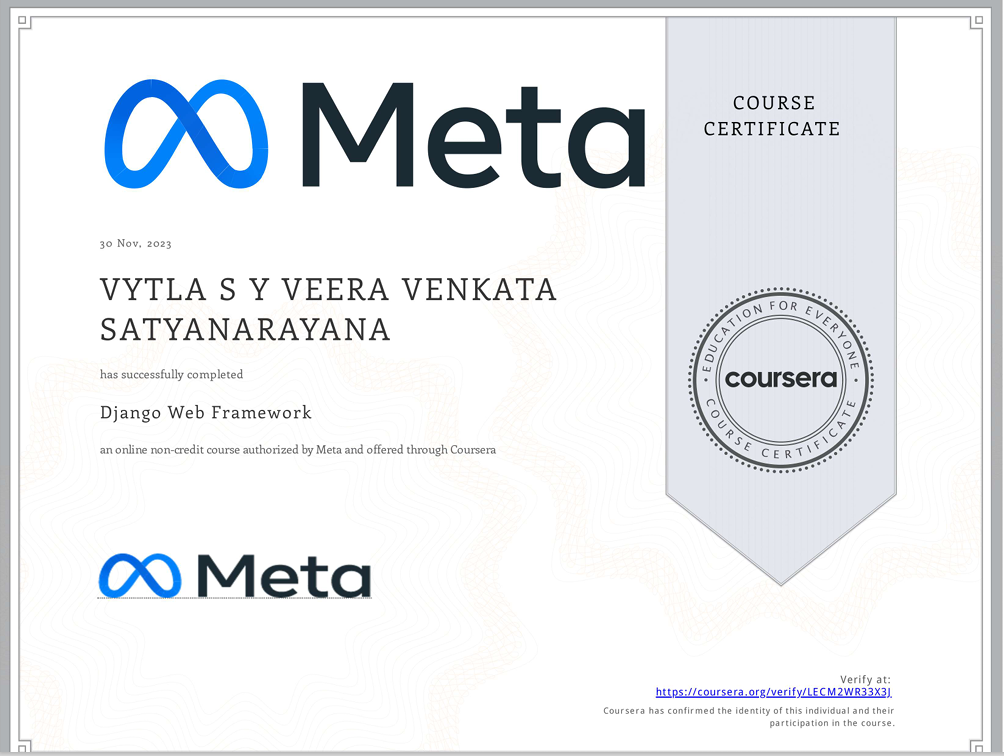 Meta
COURSE
CERTIFICATE
30 Nov, 2023
VYTLA S Y VEERA VENKATA
SATYANARAYANA
has successfully completed
Django Web Framework
an online non-credit course authorized by Meta and offered through Coursera
EDUCATION FOR EVERYONE
coursera
COURSE CERTIFICATE
Meta
Verify at:
https://coursera.org/verify/LECM2WR33X3J
Coursera has confirmed the identity of this individual and their
participation in the course.